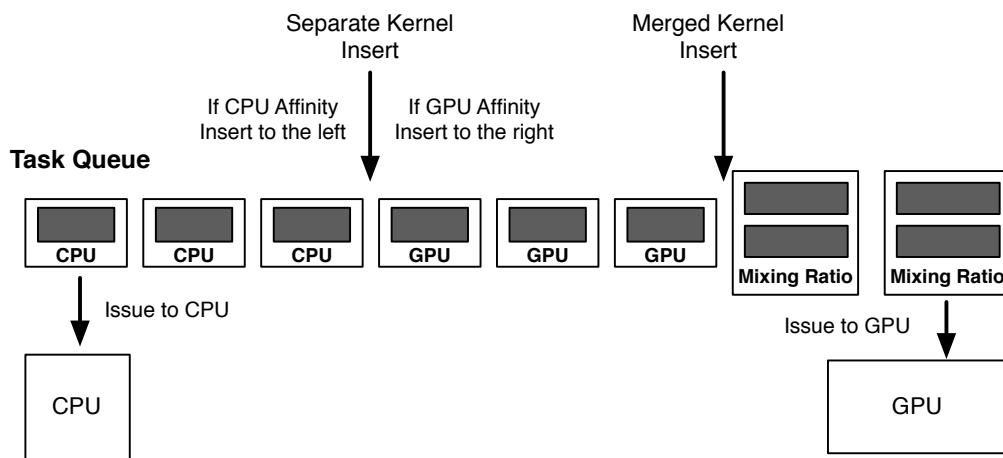 Separate Kernel
Insert
Merged Kernel
Insert
If CPU Affinity
Insert to the left
If GPU Affinity
Insert to the right
Task Queue
CPU
CPU
CPU
GPU
GPU
GPU
Mixing Ratio
Mixing Ratio
Issue to CPU
Issue to GPU
CPU
GPU